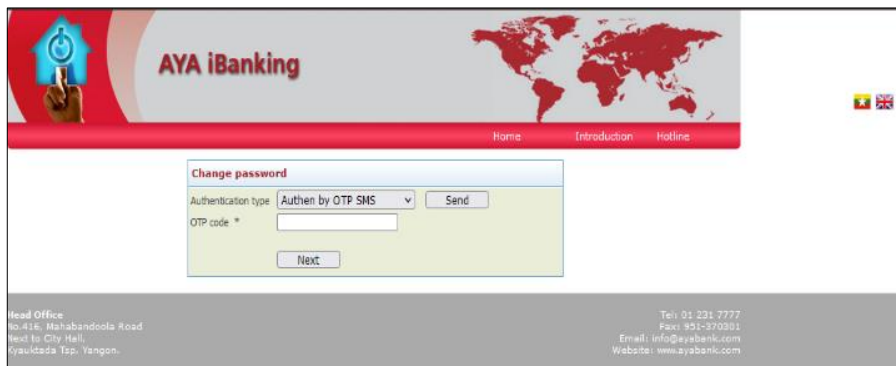 AYA iBanking
Home Introduction Hotline
Change password
Authentication type Authen by OTP SMS Send
OTP code *
Next
Head Office
No.416, Mahabandoola Road
Next to City Hall,
Kyauktada Tsp, Yangon.
Tel: 01 231 7777
Fax: 951-370301
Email: info@ayabank.com
Website: www.ayabank.com